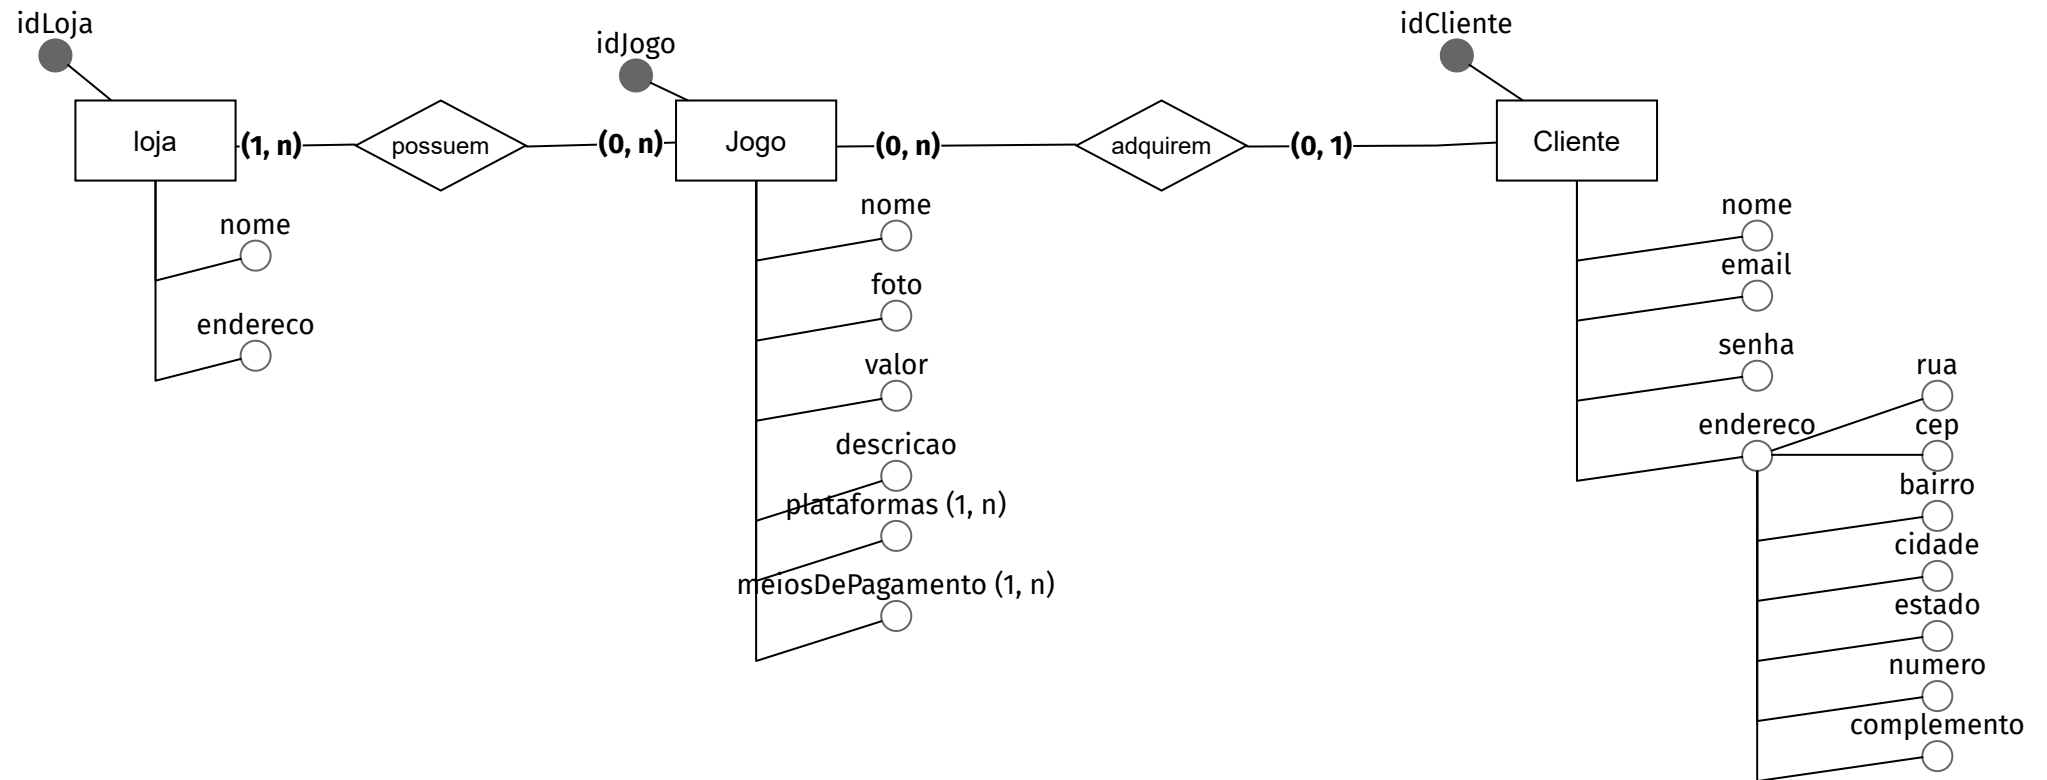 idLoja
idCliente
idJogo
loja
(1, n)
possuem
(0, n)
Jogo
(0, n)
adquirem
(0, 1)
Cliente
nome
endereco
nome
foto
valor
descricao
plataformas (1, n)
meiosDePagamento (1, n)
nome
email
senha
endereco
rua
cep
bairro
cidade
estado
numero
complemento